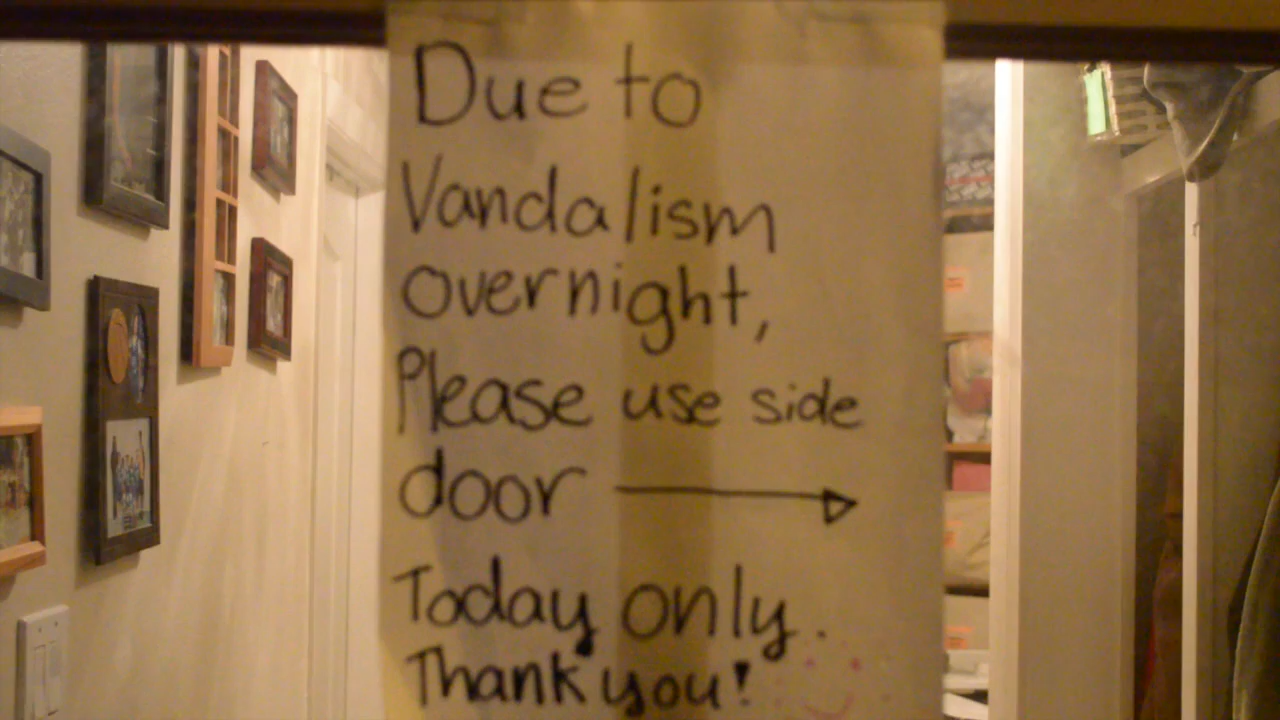 Due to
Vandalism
overnight,
Please use side
door
Today only.
Thank you!